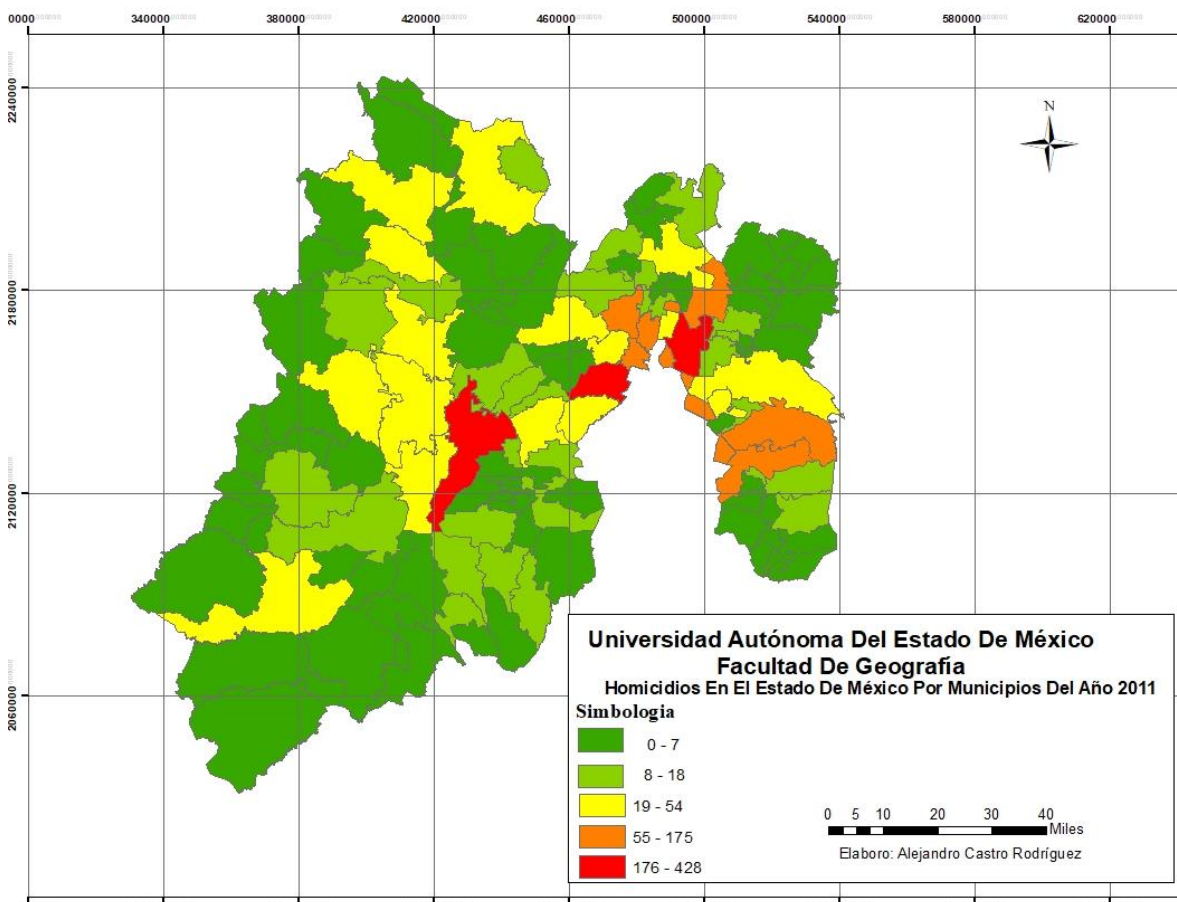 0000 340000 380000 420000 460000 500000 540000 580000 620000
2240000
2180000
2120000
2060000
N
Universidad Autónoma Del Estado De México
Facultad De Geografía
Homicidios En El Estado De México Por Municipios Del Año 2011
Simbologia
0 - 7
8 - 18
19 - 54
55 - 175
176 - 428
0 5 10 20 30 40
Miles
Elaboro: Alejandro Castro Rodríguez